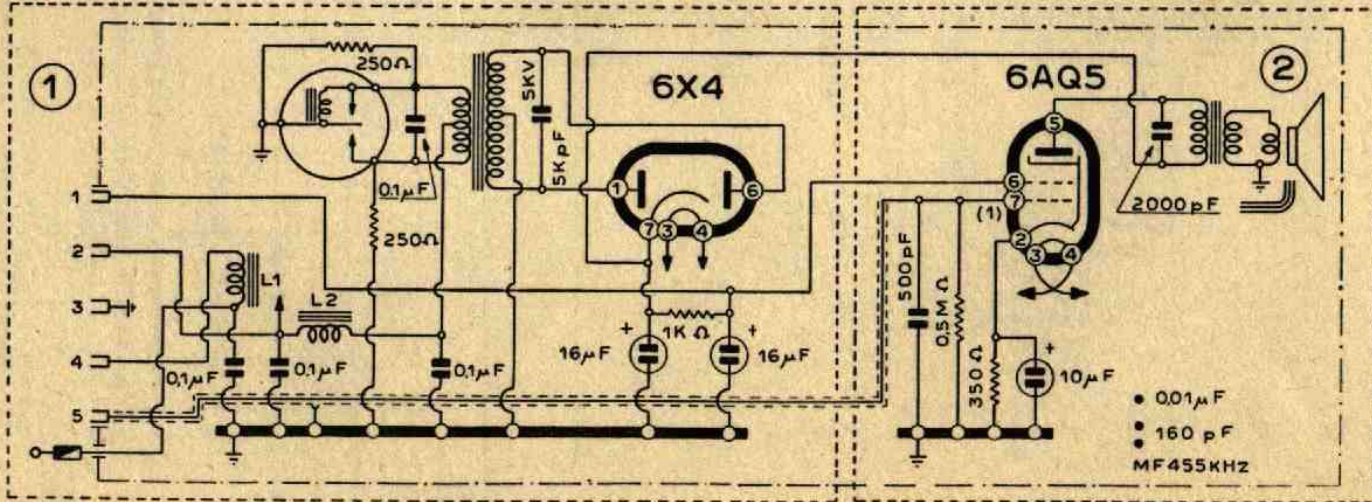 1
250Ω
5KV
5KpF
6X4
6AQ5
2
0.1µF
250Ω
1
2
3
4
5
L1
L2
0,1µF
0,1µF
0,1µF
1
6
7
3
4
1KΩ
+
16µF
+
16µF
5
6
7
(1)
2
3
4
2000 pF
500pF
0,5MΩ
350Ω
+
10µF
• 0,01µF
: 160 pF
MF455KHz